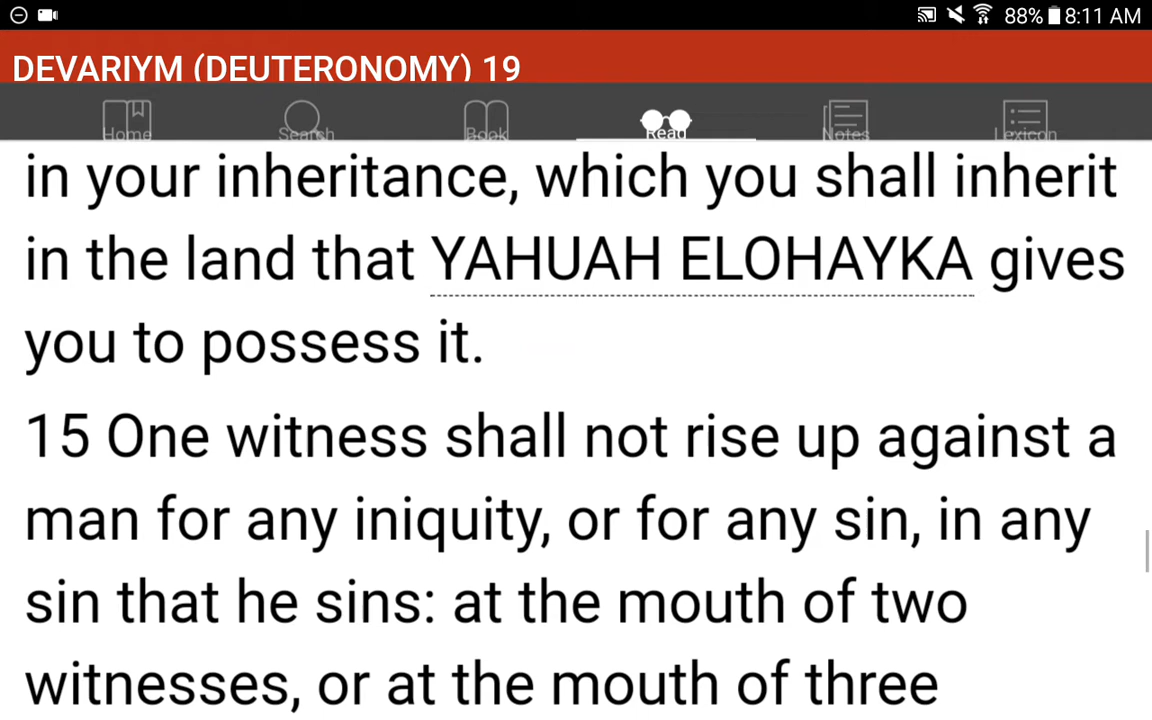 88% 8:11 AM
DEVARIYM (DEUTERONOMY) 19
Home Search Book Read Notes Lexicon
in your inheritance, which you shall inherit
in the land that YAHUAH ELOHAYKA gives
you to possess it.
15 One witness shall not rise up against a
man for any iniquity, or for any sin, in any
sin that he sins: at the mouth of two
witnesses, or at the mouth of three